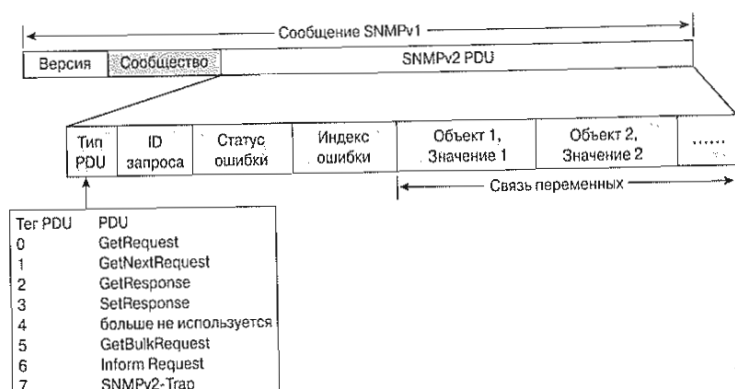 Сообщение SNMPv1
Версия Сообщество SNMPv2 PDU
Тип PDU ID запроса Статус ошибки Индекс ошибки Объект 1, Значение 1 Объект 2, Значение 2 ......
Связь переменных
Тег PDU PDU
0 GetRequest
1 GetNextRequest
2 GetResponse
3 SetResponse
4 больше не используется
5 GetBulkRequest
6 Inform Request
7 SNMPv2-Trap